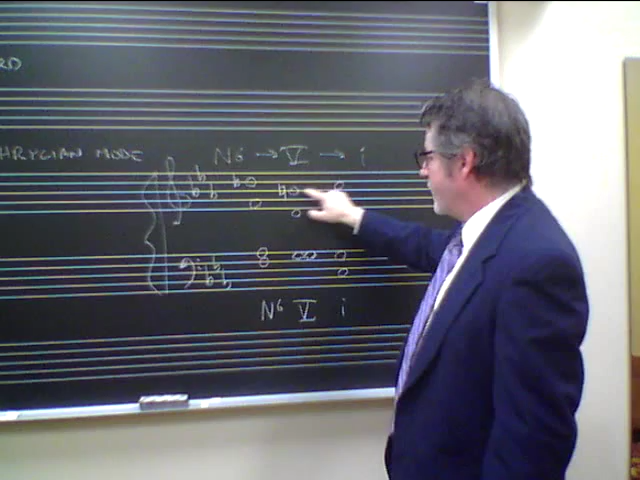 RD
HRYGIAN MODE
N6 → V → i
N6 V i